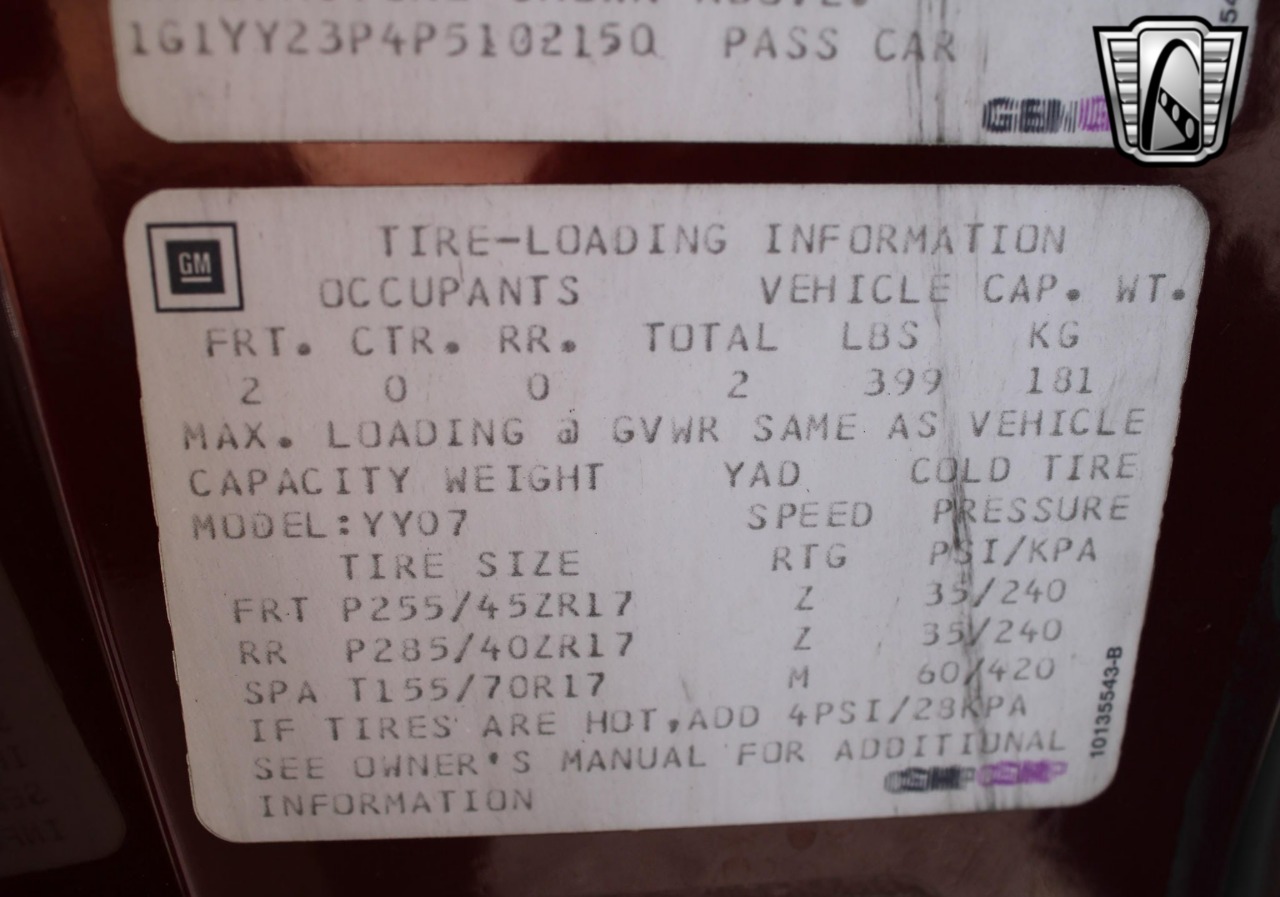 1G1YY23P4P5102150 PASS CAR
GM
TIRE-LOADING INFORMATION
OCCUPANTS VEHICLE CAP. WT.
FRT. CTR. RR. TOTAL LBS KG
2 0 0 2 399 181
MAX. LOADING @ GVWR SAME AS VEHICLE
CAPACITY WEIGHT YAD COLD TIRE
MODEL:YY07 SPEED PRESSURE
TIRE SIZE RTG PSI/KPA
FRT P255/45ZR17 Z 35/240
RR P285/40ZR17 Z 35/240
SPA T155/70R17 M 60/420
IF TIRES ARE HOT,ADD 4PSI/28KPA
SEE OWNER'S MANUAL FOR ADDITIONAL
INFORMATION
10135543-B